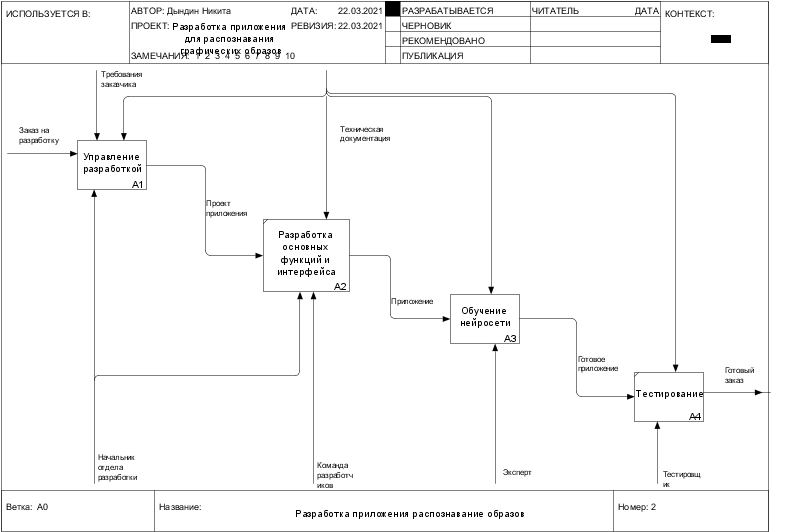 ИСПОЛЬЗУЕТСЯ В:
АВТОР: Дындин Никита
ДАТА: 22.03.2021
ПРОЕКТ: Разработка приложения
для распознавания
графических образов
РЕВИЗИЯ: 22.03.2021
ЗАМЕЧАНИЯ: 1 2 3 4 5 6 7 8 9 10
РАЗРАБАТЫВАЕТСЯ
ЧЕРНОВИК
РЕКОМЕНДОВАНО
ПУБЛИКАЦИЯ
ЧИТАТЕЛЬ
ДАТА
КОНТЕКСТ:
Требования
заказчика
Заказ на
разработку
Техническая
документация
Управление
разработкой
A1
Проект
приложения
Разработка
основных
функций и
интерфейса
A2
Приложение
Обучение
нейросети
A3
Готовое
приложение
Готовый
заказ
Тестирование
A4
Начальник
отдела
разработки
Команда
разработч
иков
Эксперт
Тестировщ
ик
Ветка: A0
Название:
Разработка приложения распознавание образов
Номер: 2